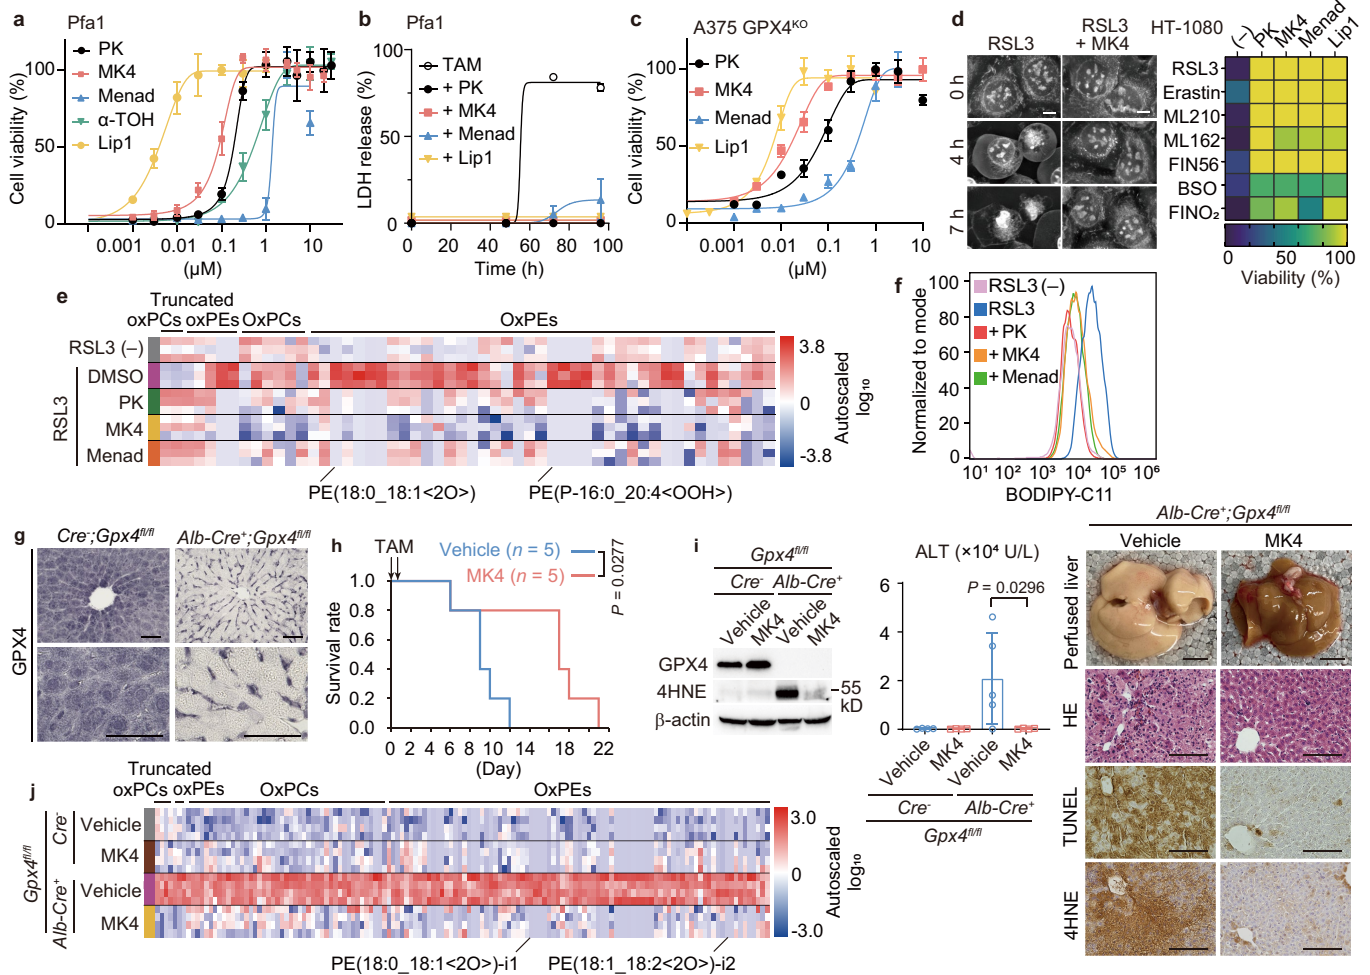 a
Pfa1
PK
MK4
Menad
α-TOH
Lip1
Cell viability (%)
100
50
0
0.001
0.01
0.1
1
10
(μM)
b
Pfa1
TAM
+ PK
+ MK4
+ Menad
+ Lip1
LDH release (%)
100
50
0
0
20
40
60
80
100
Time (h)
c
A375 GPX4KO
PK
MK4
Menad
Lip1
Cell viability (%)
100
50
0
0.001
0.01
0.1
1
10
(μM)
d
RSL3
RSL3
+ MK4
0 h
4 h
7 h
HT-1080
(–)
PK
MK4
Menad
Lip1
RSL3
Erastin
ML210
ML162
FIN56
BSO
FINO₂
0
50
100
Viability (%)
e
Truncated
oxPCs
oxPEs
OxPCs
OxPEs
RSL3 (–)
RSL3
DMSO
PK
MK4
Menad
3.8
0
-3.8
Autoscaled
log₁₀
PE(18:0_18:1<2O>)
PE(P-16:0_20:4<OOH>)
f
RSL3 (–)
RSL3
+ PK
+ MK4
+ Menad
Normalized to mode
100
80
60
40
20
0
10¹
10²
10³
10⁴
10⁵
10⁶
BODIPY-C11
g
Cre-;Gpx4fl/fl
Alb-Cre+;Gpx4fl/fl
GPX4
h
TAM
Vehicle (n = 5)
MK4 (n = 5)
P = 0.0277
Survival rate
1.0
0.8
0.6
0.4
0.2
0.0
0
2
4
6
8
10
12
14
18
22
(Day)
i
Gpx4fl/fl
Cre-
Alb-Cre+
Vehicle
MK4
Vehicle
MK4
GPX4
4HNE
β-actin
55
kD
ALT (×10⁴ U/L)
P = 0.0296
6
4
2
0
Vehicle
MK4
Vehicle
MK4
Cre-
Alb-Cre+
Gpx4fl/fl
Alb-Cre+;Gpx4fl/fl
Vehicle
MK4
Perfused liver
HE
TUNEL
4HNE
j
Truncated
oxPCs
oxPEs
OxPCs
OxPEs
Gpx4fl/fl
Cre-
Vehicle
MK4
Alb-Cre+
Vehicle
MK4
3.0
0
-3.0
Autoscaled
log₁₀
PE(18:0_18:1<2O>)-i1
PE(18:1_18:2<2O>)-i2